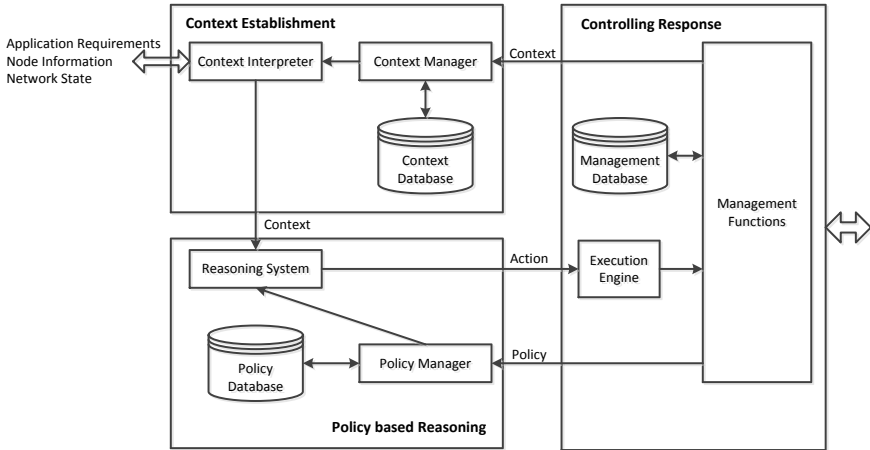 Context Establishment
Controlling Response
Application Requirements
Node Information
Network State
Context Interpreter
Context Manager
Context
Context
Database
Management
Database
Management
Functions
Context
Reasoning System
Action
Execution
Engine
Policy
Database
Policy Manager
Policy
Policy based Reasoning